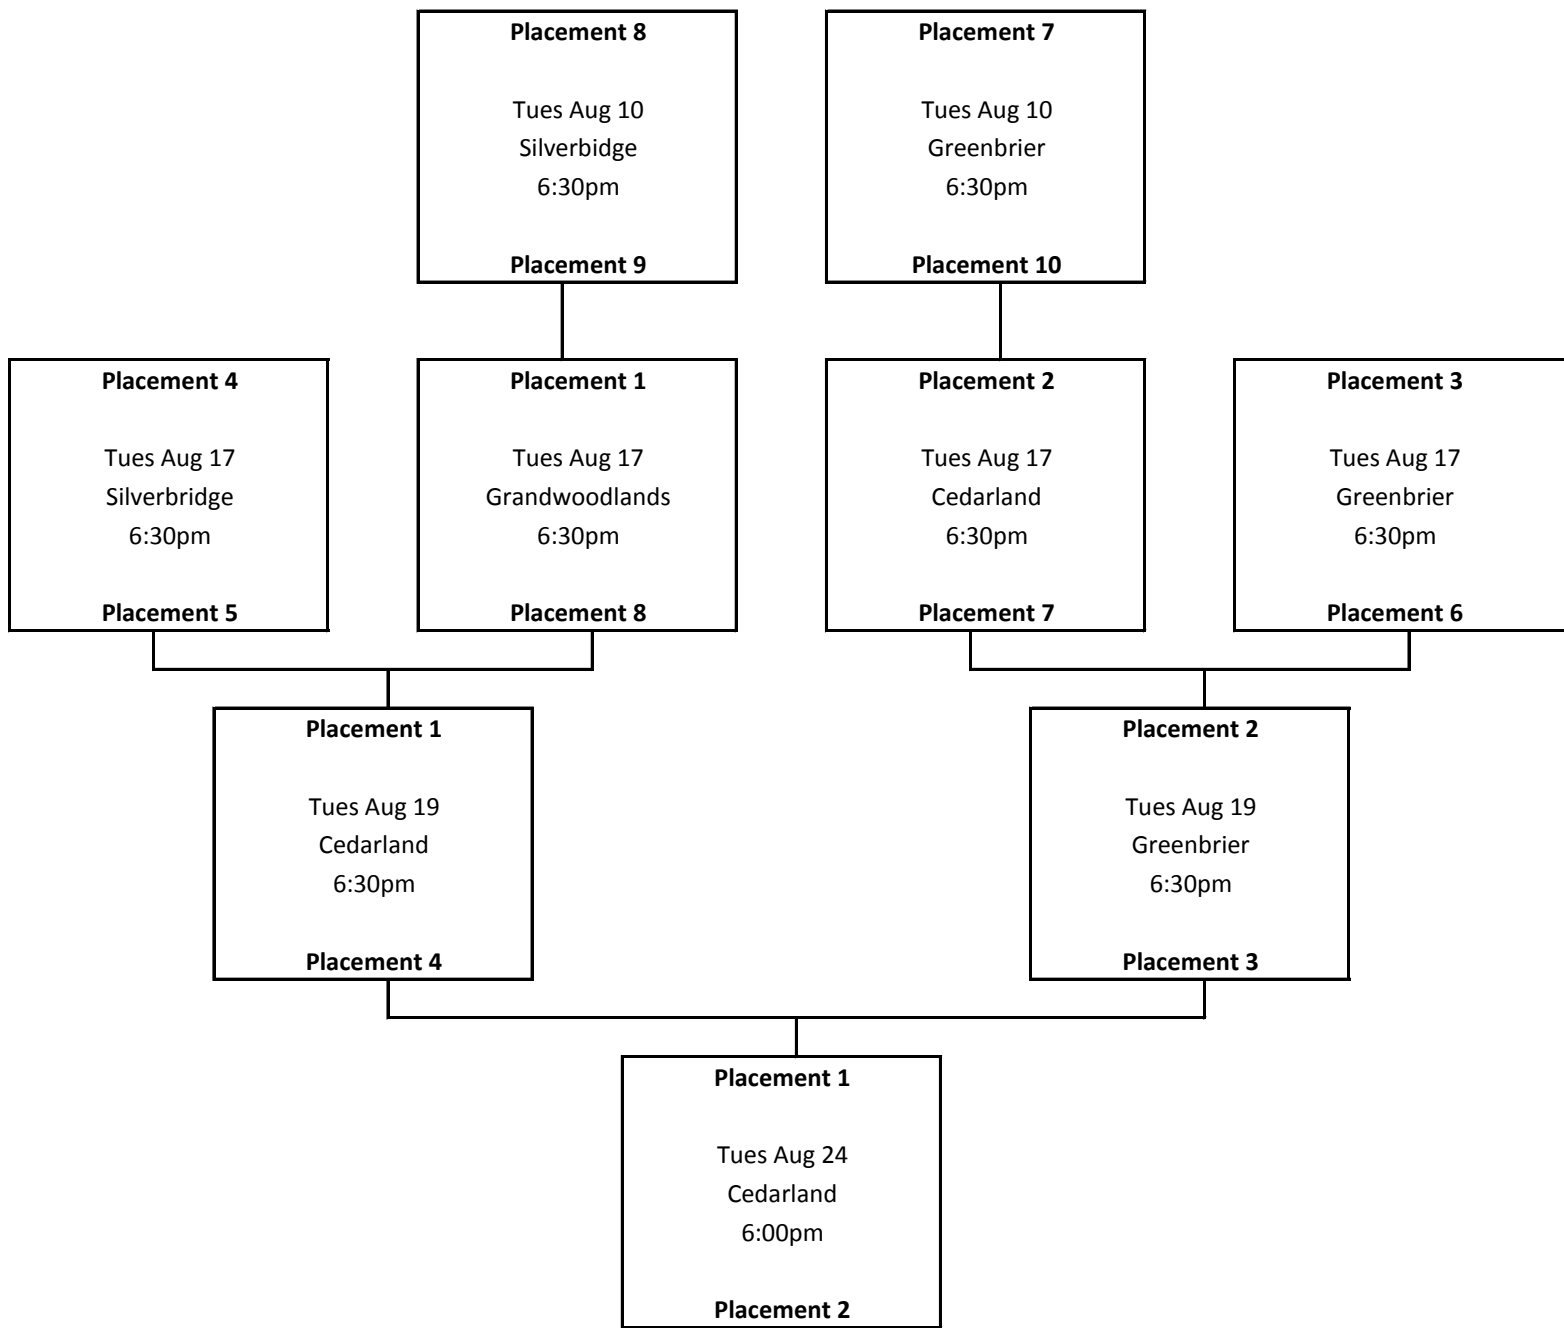 Placement 8
Tues Aug 10
Silverbidge
6:30pm
Placement 9
Placement 7
Tues Aug 10
Greenbrier
6:30pm
Placement 10
Placement 4
Tues Aug 17
Silverbridge
6:30pm
Placement 5
Placement 1
Tues Aug 17
Grandwoodlands
6:30pm
Placement 8
Placement 2
Tues Aug 17
Cedarland
6:30pm
Placement 7
Placement 3
Tues Aug 17
Greenbrier
6:30pm
Placement 6
Placement 1
Tues Aug 19
Cedarland
6:30pm
Placement 4
Placement 2
Tues Aug 19
Greenbrier
6:30pm
Placement 3
Placement 1
Tues Aug 24
Cedarland
6:00pm
Placement 2